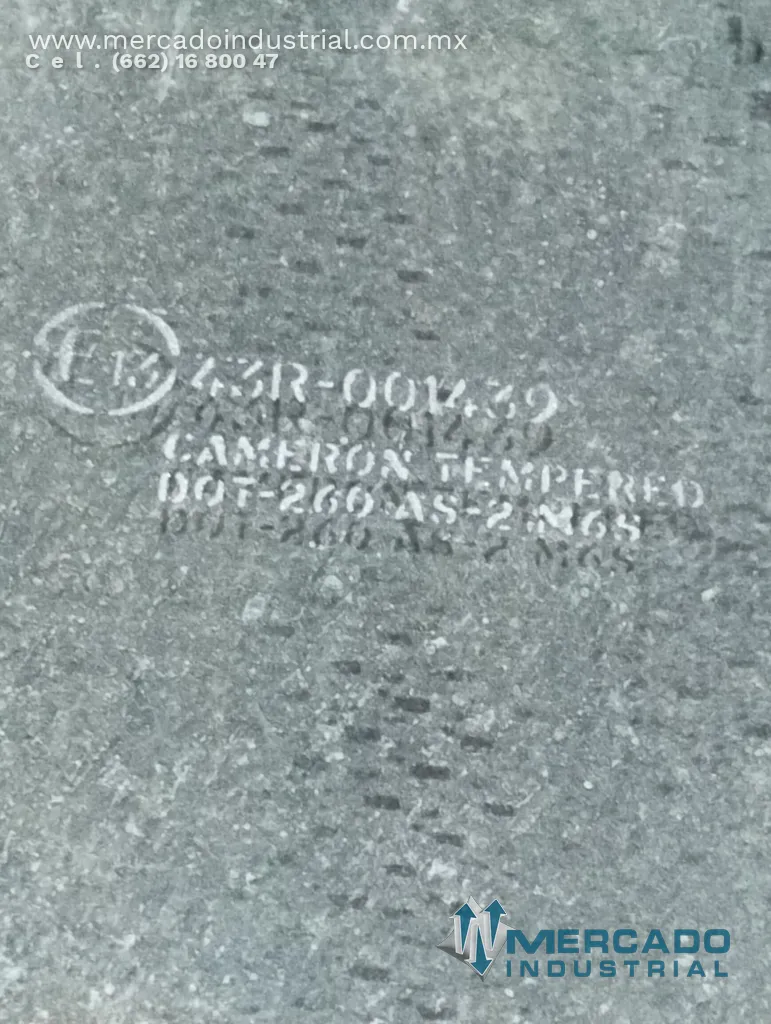 www.mercadoindustrial.com.mx
Cel. (662) 16 800 47
E13 43R-001439
CAMERON TEMPERED
DOT-260 AS-2 M6S
MERCADO
INDUSTRIAL